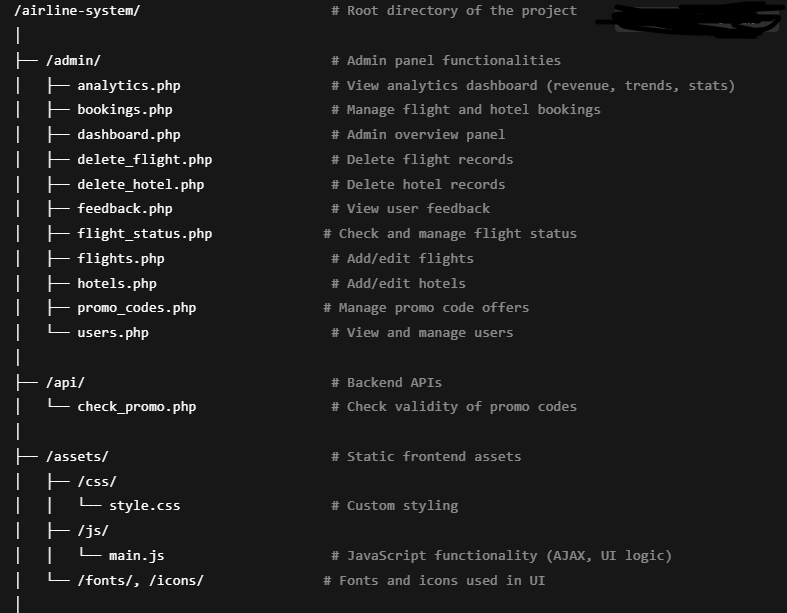 /airline-system/                        # Root directory of the project
│
├── /admin/                             # Admin panel functionalities
│   ├── analytics.php                   # View analytics dashboard (revenue, trends, stats)
│   ├── bookings.php                    # Manage flight and hotel bookings
│   ├── dashboard.php                   # Admin overview panel
│   ├── delete_flight.php               # Delete flight records
│   ├── delete_hotel.php                # Delete hotel records
│   ├── feedback.php                    # View user feedback
│   ├── flight_status.php              # Check and manage flight status
│   ├── flights.php                     # Add/edit flights
│   ├── hotels.php                      # Add/edit hotels
│   ├── promo_codes.php                # Manage promo code offers
│   └── users.php                       # View and manage users
│
├── /api/                               # Backend APIs
│   └── check_promo.php                 # Check validity of promo codes
│
├── /assets/                            # Static frontend assets
│   ├── /css/
│   │   └── style.css                   # Custom styling
│   ├── /js/
│   │   └── main.js                     # JavaScript functionality (AJAX, UI logic)
│   └── /fonts/, /icons/               # Fonts and icons used in UI
│